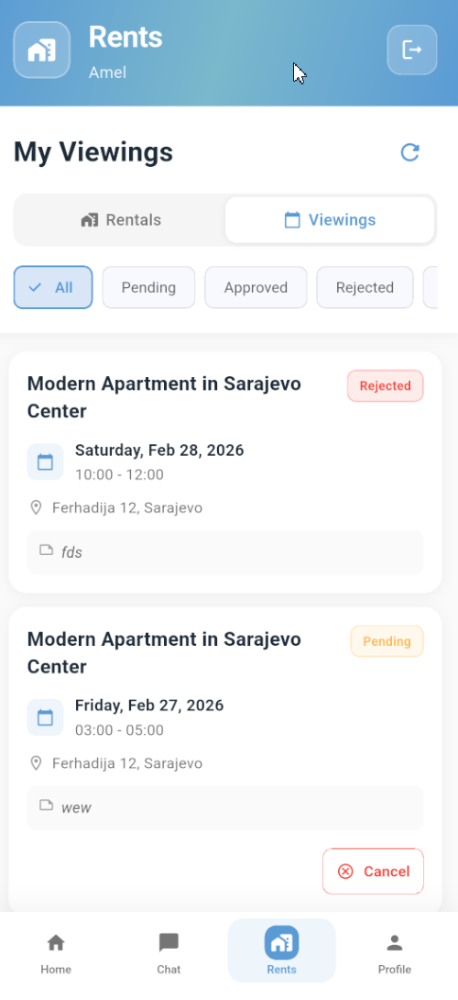 Rents
Amel
My Viewings
Rentals
Viewings
All
Pending
Approved
Rejected
Modern Apartment in Sarajevo
Center
Rejected
Saturday, Feb 28, 2026
10:00 - 12:00
Ferhadija 12, Sarajevo
fds
Modern Apartment in Sarajevo
Center
Pending
Friday, Feb 27, 2026
03:00 - 05:00
Ferhadija 12, Sarajevo
wew
Cancel
Home
Chat
Rents
Profile